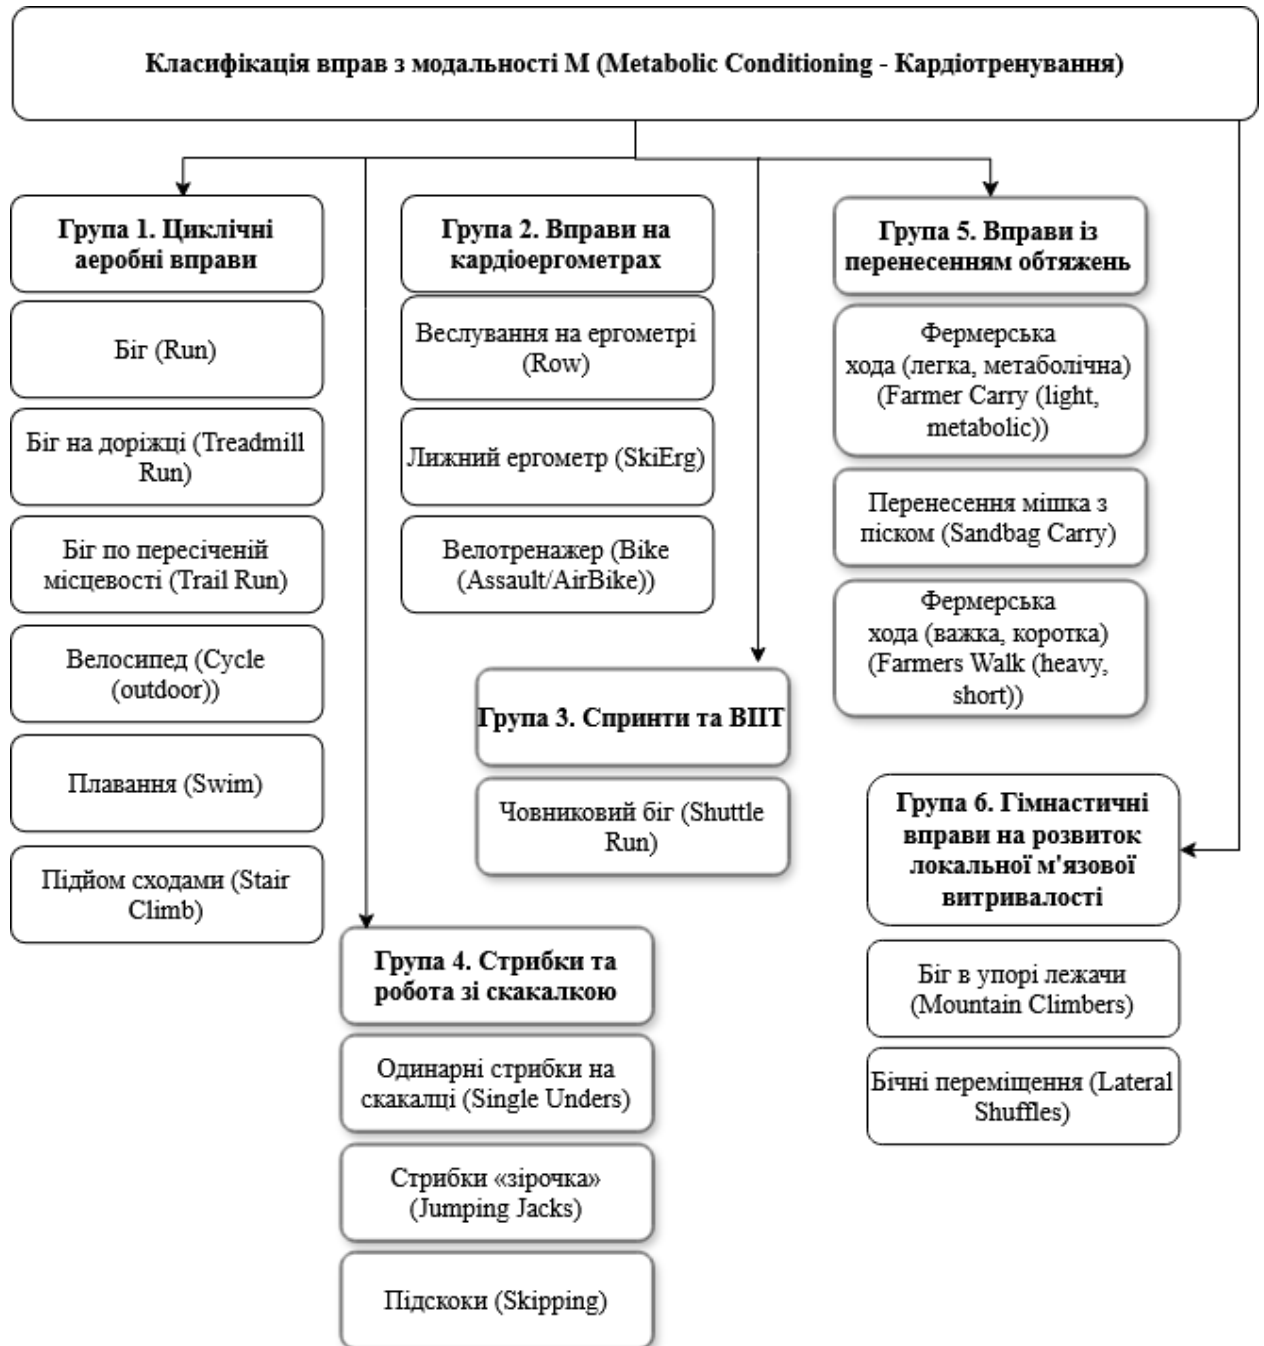 Класифікація вправ з модальності М (Metabolic Conditioning - Кардіотренування)
Група 1. Циклічні
аеробні вправи
Біг (Run)
Біг на доріжці (Treadmill
Run)
Біг по пересіченій
місцевості (Trail Run)
Велосипед (Cycle
(outdoor))
Плавання (Swim)
Підйом сходами (Stair
Climb)
Група 2. Вправи на
кардіоергометрах
Веслування на ергометрі
(Row)
Лижний ергометр (SkiErg)
Велотренажер (Bike
(Assault/AirBike))
Група 3. Спринти та ВІІТ
Човниковий біг (Shuttle
Run)
Група 4. Стрибки та
робота зі скакалкою
Одинарні стрибки на
скакалці (Single Unders)
Стрибки «зірочка»
(Jumping Jacks)
Підскоки (Skipping)
Група 5. Вправи із
перенесенням обтяжень
Фермерська
хода (легка, метаболічна)
(Farmer Carry (light,
metabolic))
Перенесення мішка з
піском (Sandbag Carry)
Фермерська
хода (важка, коротка)
(Farmers Walk (heavy,
short))
Група 6. Гімнастичні
вправи на розвиток
локальної м'язової
витривалості
Біг в упорі лежачи
(Mountain Climbers)
Бічні переміщення (Lateral
Shuffles)